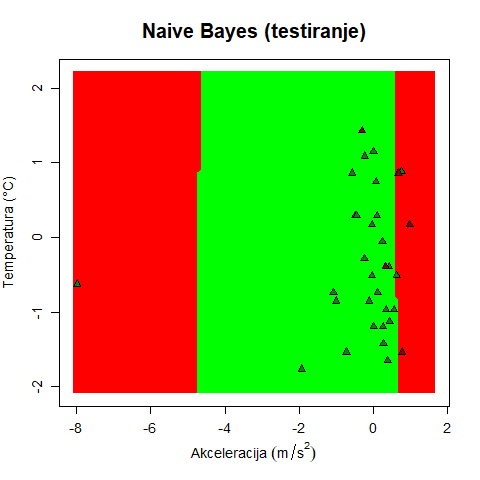 Naive Bayes (testiranje)
Temperatura (°C)
2
1
0
-1
-2
-8 -6 -4 -2 0 2
Akceleracija (m/s²)